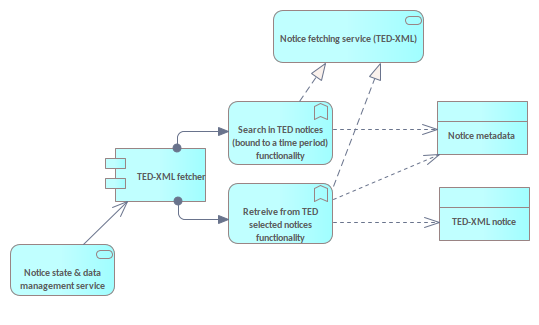 Notice fetching service (TED-XML)
Search in TED notices
(bound to a time period)
functionality
Notice metadata
TED-XML fetcher
Retreive from TED
selected notices
functionality
TED-XML notice
Notice state & data
management service